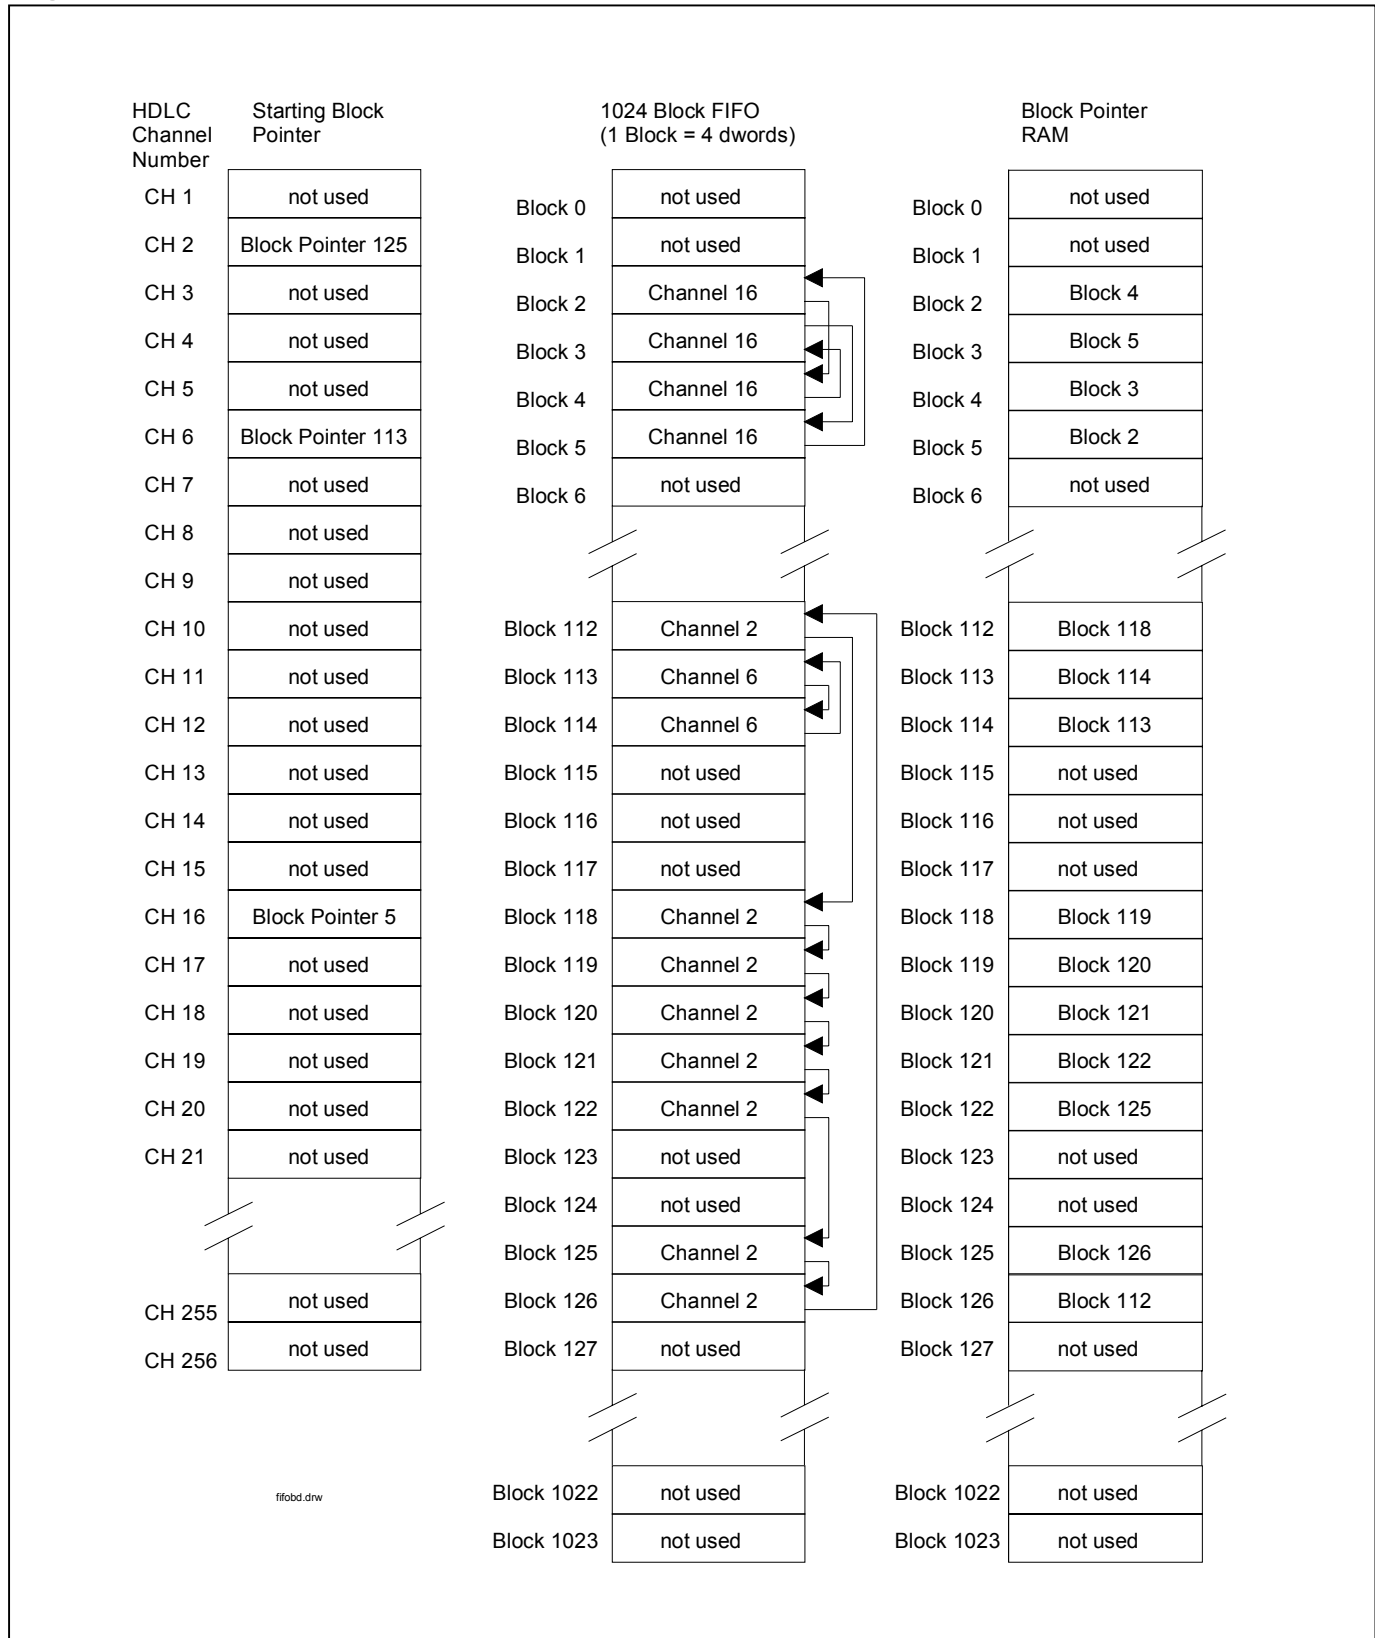 HDLC
Channel
Number
Starting Block
Pointer
1024 Block FIFO
(1 Block = 4 dwords)
Block Pointer
RAM
CH 1 not used Block 0 not used Block 0 not used
CH 2 Block Pointer 125 Block 1 not used Block 1 not used
CH 3 not used Block 2 Channel 16 Block 2 Block 4
CH 4 not used Block 3 Channel 16 Block 3 Block 5
CH 5 not used Block 4 Channel 16 Block 4 Block 3
CH 6 Block Pointer 113 Block 5 Channel 16 Block 5 Block 2
CH 7 not used Block 6 not used Block 6 not used
CH 8 not used
CH 9 not used
CH 10 not used Block 112 Channel 2 Block 112 Block 118
CH 11 not used Block 113 Channel 6 Block 113 Block 114
CH 12 not used Block 114 Channel 6 Block 114 Block 113
CH 13 not used Block 115 not used Block 115 not used
CH 14 not used Block 116 not used Block 116 not used
CH 15 not used Block 117 not used Block 117 not used
CH 16 Block Pointer 5 Block 118 Channel 2 Block 118 Block 119
CH 17 not used Block 119 Channel 2 Block 119 Block 120
CH 18 not used Block 120 Channel 2 Block 120 Block 121
CH 19 not used Block 121 Channel 2 Block 121 Block 122
CH 20 not used Block 122 Channel 2 Block 122 Block 125
CH 21 not used Block 123 not used Block 123 not used
Block 124 not used Block 124 not used
Block 125 Channel 2 Block 125 Block 126
CH 255 not used Block 126 Channel 2 Block 126 Block 112
CH 256 not used Block 127 not used Block 127 not used
fifobd.drw Block 1022 not used Block 1022 not used
Block 1023 not used Block 1023 not used